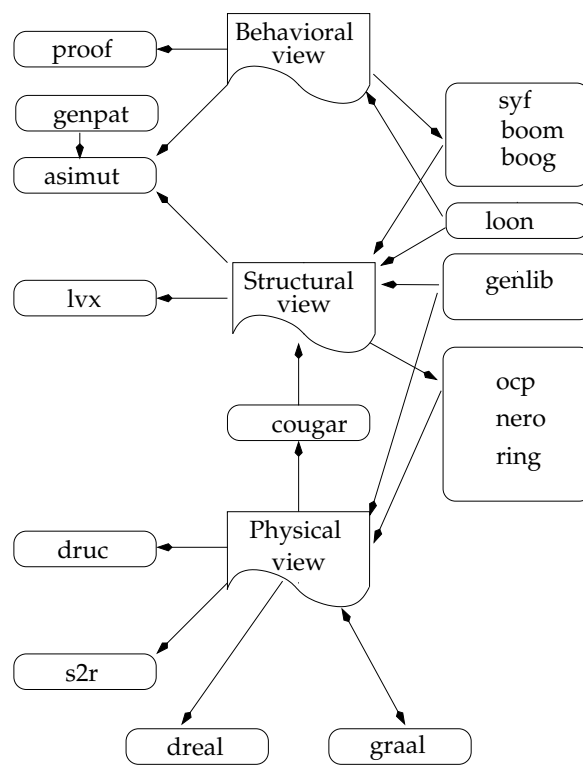 Behavioral
view
proof
genpat
asimut
syf
boom
boog
loon
Structural
view
lvx
genlib
ocp
nero
ring
cougar
Physical
view
druc
s2r
dreal
graal